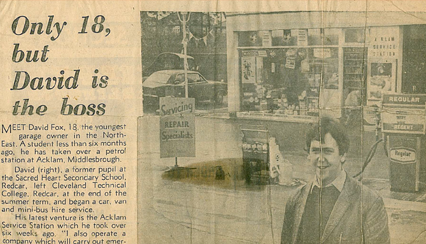 Only 18,
but
David is
the boss
MEET David Fox, 18, the youngest
garage owner in the North-
East. A student less than six months
ago, he has taken over a petrol
station at Acklam, Middlesbrough.
David (right), a former pupil at
the Sacred Heart Secondary School,
Redcar, left Cleveland Technical
College, Redcar, at the end of the
summer term, and began a car, van
and mini-bus hire service.
His latest venture is the Acklam
Service Station which he took over
six weeks ago. "I also operate a
company which will carry out emer-
Servicing
REPAIR
Specialists
SERVICE
STATION
REGULAR
Regular